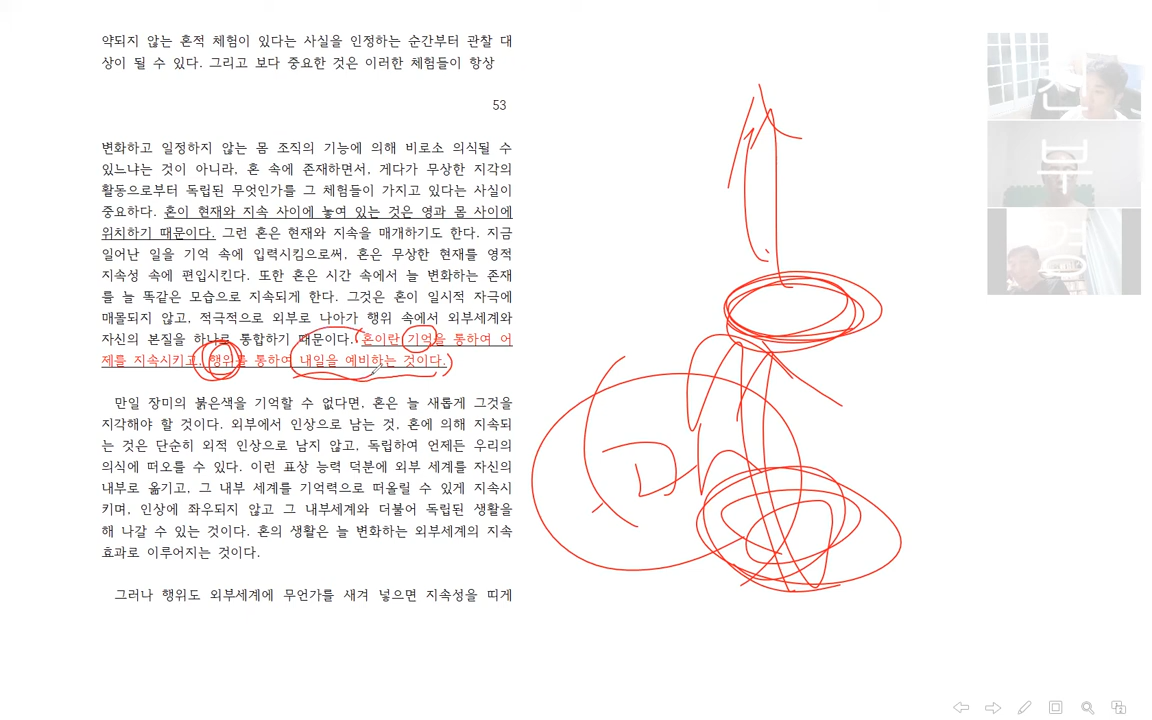 약되지 않는 혼적 체험이 있다는 사실을 인정하는 순간부터 관찰 대
상이 될 수 있다. 그리고 보다 중요한 것은 이러한 체험들이 항상
53
변화하고 일정하지 않는 몸 조직의 기능에 의해 비로소 의식될 수
있느냐는 것이 아니라, 혼 속에 존재하면서, 게다가 무상한 지각의
활동으로부터 독립된 무엇인가를 그 체험들이 가지고 있다는 사실이
중요하다. 혼이 현재와 지속 사이에 놓여 있는 것은 영과 몸 사이에
위치하기 때문이다. 그런 혼은 현재와 지속을 매개하기도 한다. 지금
일어난 일을 기억 속에 입력시킴으로써, 혼은 무상한 현재를 영적
지속성 속에 편입시킨다. 또한 혼은 시간 속에서 늘 변화하는 존재
를 늘 똑같은 모습으로 지속되게 한다. 그것은 혼이 일시적 자극에
매몰되지 않고, 적극적으로 외부로 나아가 행위 속에서 외부세계와
자신의 본질을 하나로 통합하기 때문이다. 혼이란 기억을 통하여 어
제를 지속시키고, 행위를 통하여 내일을 예비하는 것이다.
만일 장미의 붉은색을 기억할 수 없다면, 혼은 늘 새롭게 그것을
지각해야 할 것이다. 외부에서 인상으로 남는 것, 혼에 의해 지속되
는 것은 단순히 외적 인상으로 남지 않고, 독립하여 언제든 우리의
의식에 떠오를 수 있다. 이런 표상 능력 덕분에 외부 세계를 자신의
내부로 옮기고, 그 내부 세계를 기억력으로 떠올릴 수 있게 지속시
키며, 인상에 좌우되지 않고 그 내부세계와 더불어 독립된 생활을
해 나갈 수 있는 것이다. 혼의 생활은 늘 변화하는 외부세계의 지속
효과로 이루어지는 것이다.
그러나 행위도 외부세계에 무언가를 새겨 넣으면 지속성을 띠게